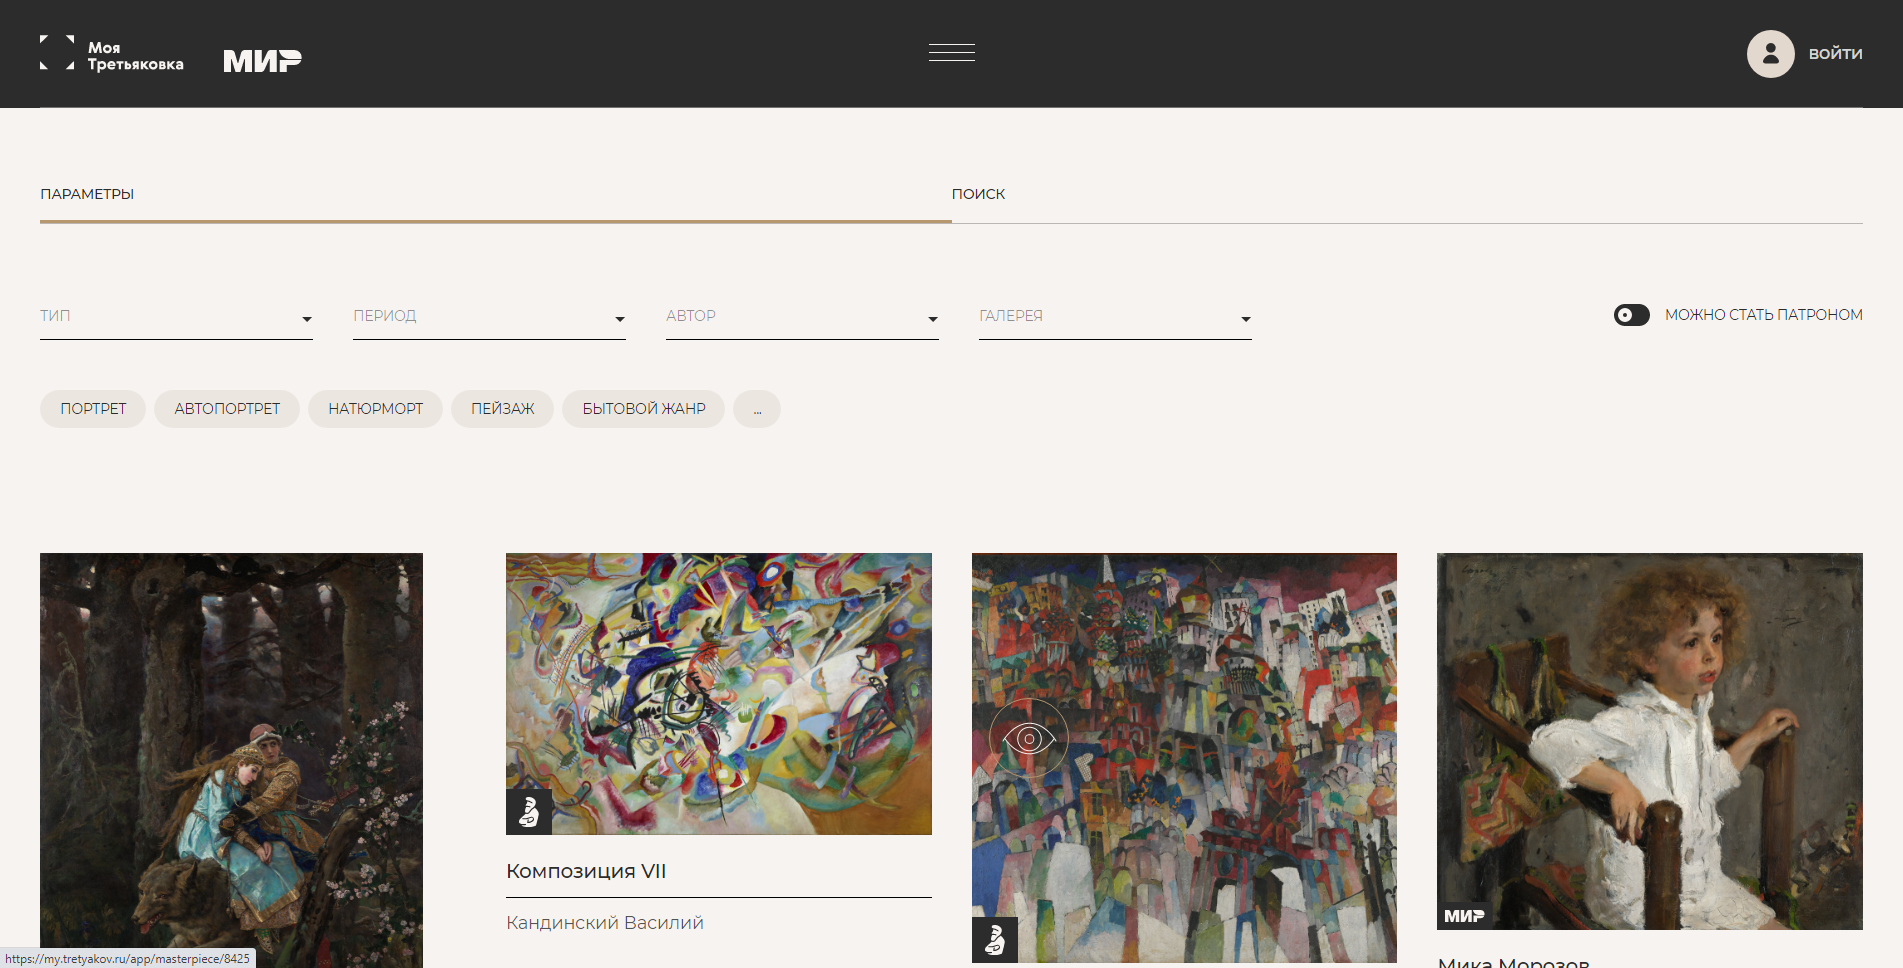 Моя
Третьяковка
МИР
ВОЙТИ
ПАРАМЕТРЫ
ПОИСК
ТИП
ПЕРИОД
АВТОР
ГАЛЕРЕЯ
МОЖНО СТАТЬ ПАТРОНОМ
ПОРТРЕТ
АВТОПОРТРЕТ
НАТЮРМОРТ
ПЕЙЗАЖ
БЫТОВОЙ ЖАНР
...
Композиция VII
Кандинский Василий
МИР
Мика Морозов
https://my.tretyakov.ru/app/masterpiece/8425